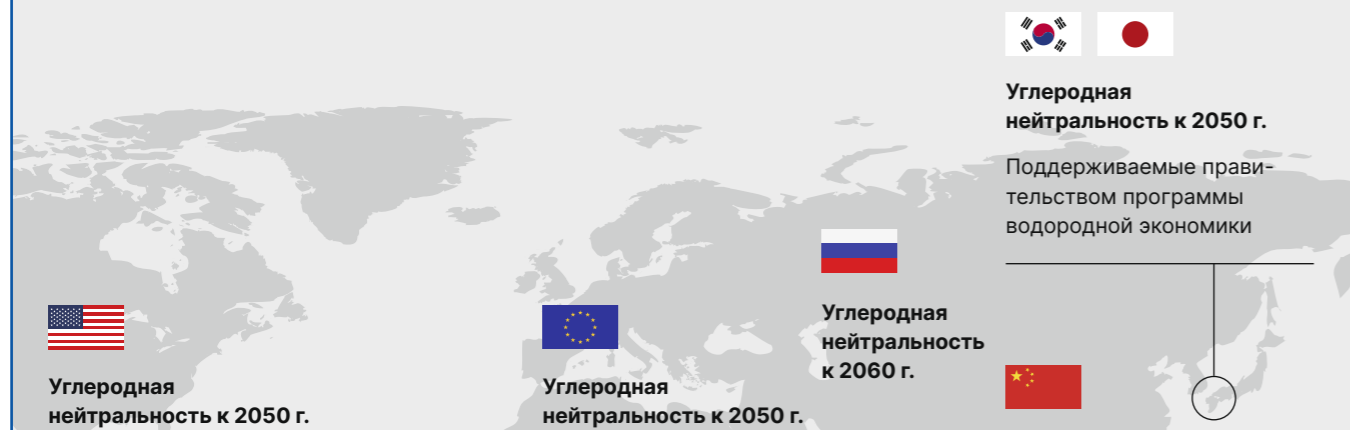 Углеродная
нейтральность к 2050 г.
Поддерживаемые прави-
тельством программы
водородной экономики
Углеродная
нейтральность
к 2060 г.
Углеродная
нейтральность к 2050 г.
Углеродная
нейтральность к 2050 г.